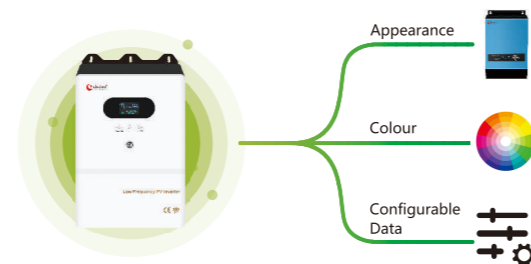 Appearance
Colour
Configurable
Data
Low Frequency PV Inverter
CE